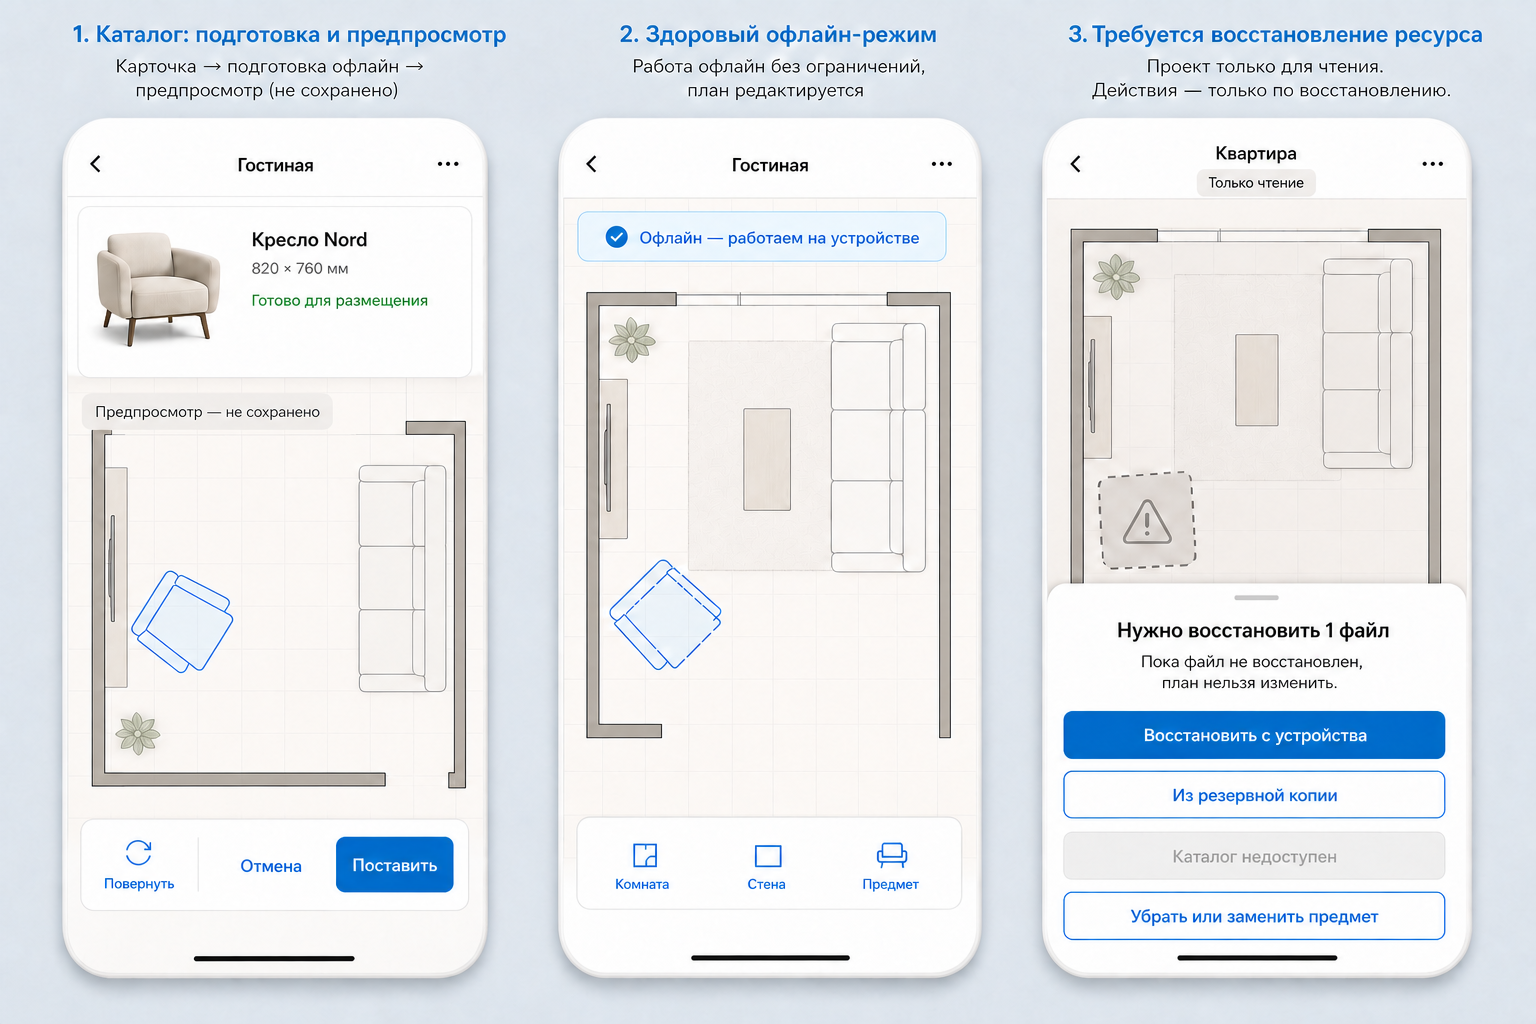 1. Каталог: подготовка и предпросмотр
Карточка → подготовка офлайн →
предпросмотр (не сохранено)
Гостиная
Кресло Nord
820 × 760 мм
Готово для размещения
Предпросмотр — не сохранено
Повернуть
Отмена
Поставить
2. Здоровый офлайн-режим
Работа офлайн без ограничений,
план редактируется
Гостиная
Офлайн — работаем на устройстве
Комната
Стена
Предмет
3. Требуется восстановление ресурса
Проект только для чтения.
Действия — только по восстановлению.
Квартира
Только чтение
Нужно восстановить 1 файл
Пока файл не восстановлен,
план нельзя изменить.
Восстановить с устройства
Из резервной копии
Каталог недоступен
Убрать или заменить предмет